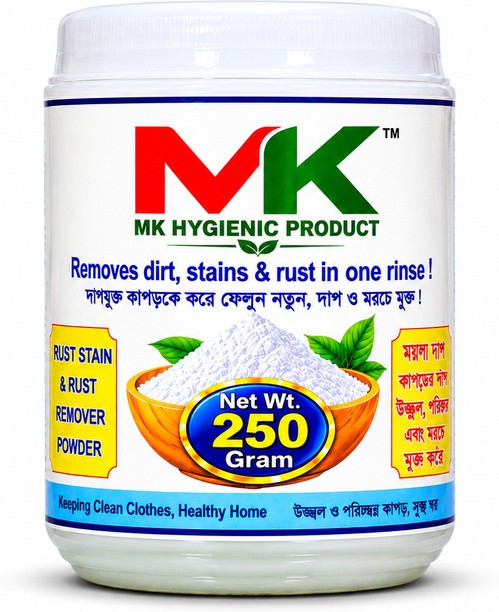 MK TM
MK HYGIENIC PRODUCT
Removes dirt, stains & rust in one rinse !
দাপযুক্ত কাপড়কে করে ফেলুন নতুন, দাপ ও মরচে মুক্ত !
RUST STAIN
& RUST
REMOVER
POWDER
Net Wt.
250
Gram
ময়লা দাপ
কাপড়ের দাপ
উজ্জ্বল, পরিষ্কার
এবং মরচে
মুক্ত করে
Keeping Clean Clothes, Healthy Home
উজ্জ্বল ও পরিচ্ছন্ন কাপড়, সুস্থ ঘর